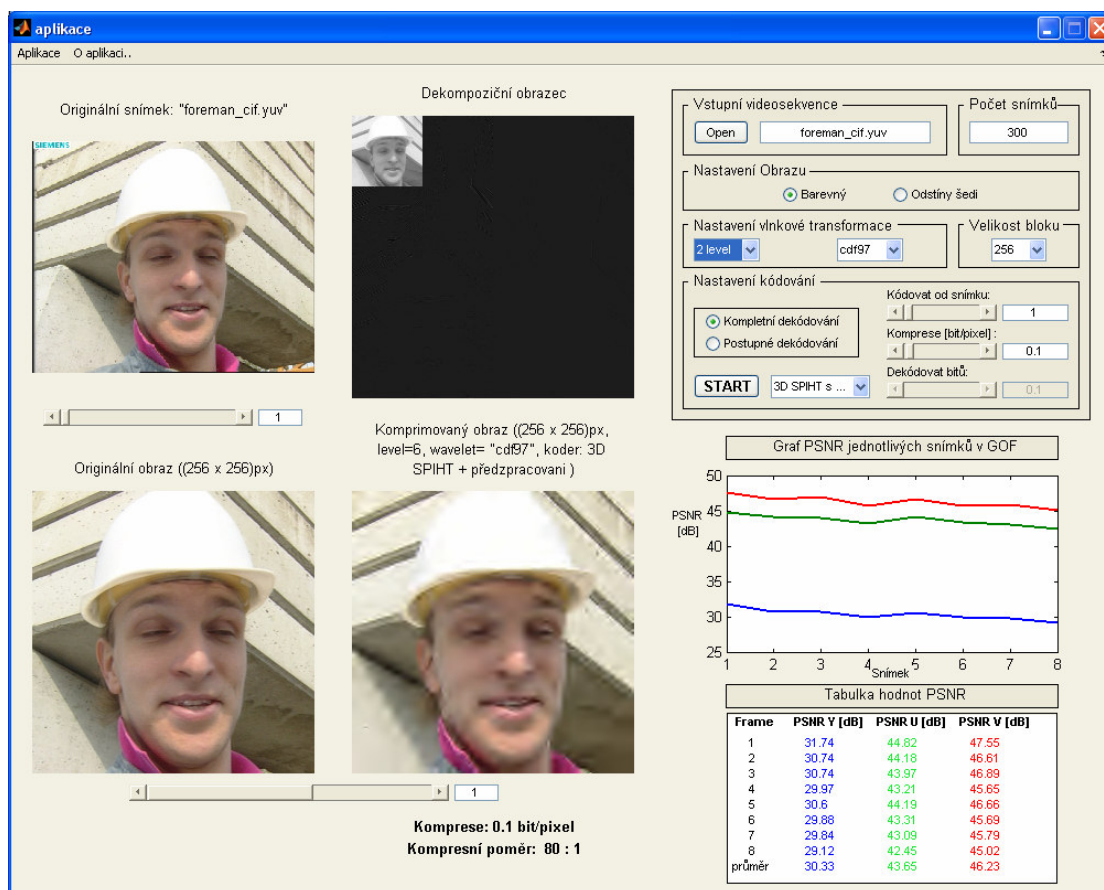 aplikace
Aplikace O aplikaci..
Originální snímek: "foreman_cif.yuv"
SIEMENS
1
Dekompoziční obrazec
Originální obraz ((256 x 256)px)
Komprimovaný obraz ((256 x 256)px,
level=6, wavelet= "cdf97", koder: 3D
SPIHT + předzpracovani )
1
Komprese: 0.1 bit/pixel
Kompresní poměr: 80 : 1
Vstupní videosekvence
Open foreman_cif.yuv
Počet snímků
300
Nastavení Obrazu
Barevný Odstíny šedi
Nastavení vlnkové transformace
2 level cdf97
Velikost bloku
256
Nastavení kódování
Kompletní dekódování
Postupné dekódování
Kódovat od snímku:
1
Komprese [bit/pixel] :
0.1
Dekódovat bitů:
0.1
START 3D SPIHT s ...
Graf PSNR jednotlivých snímků v GOF
PSNR
[dB]
50
45
40
35
30
25
1 2 3 4 5 6 7 8
Snímek
Tabulka hodnot PSNR
Frame PSNR Y [dB] PSNR U [dB] PSNR V [dB]
1 31.74 44.82 47.55
2 30.74 44.18 46.61
3 30.74 43.97 46.89
4 29.97 43.21 45.65
5 30.6 44.19 46.66
6 29.88 43.31 45.69
7 29.84 43.09 45.79
8 29.12 42.45 45.02
průměr 30.33 43.65 46.23